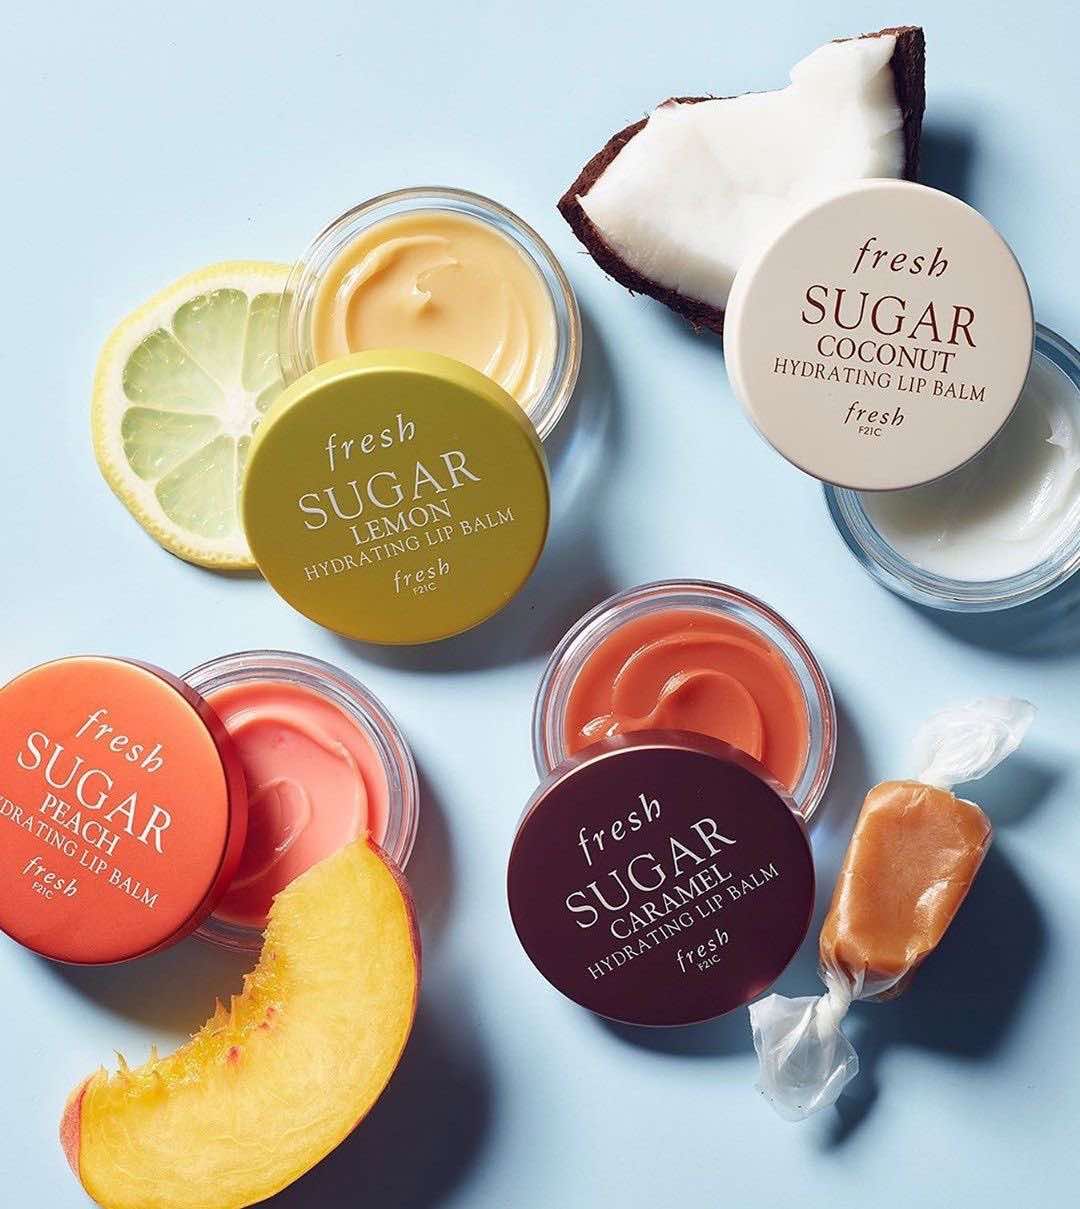 fresh
SUGAR
COCONUT
HYDRATING LIP BALM
fresh
F21C
fresh
SUGAR
LEMON
HYDRATING LIP BALM
fresh
F21C
fresh
SUGAR
PEACH
YDRATING LIP BALM
fresh
F21C
fresh
SUGAR
CARAMEL
HYDRATING LIP BALM
fresh
F21C